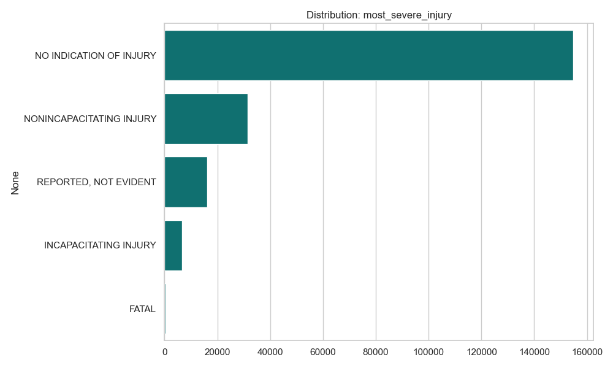 Distribution: most_severe_injury
NO INDICATION OF INJURY
NONINCAPACITATING INJURY
REPORTED, NOT EVIDENT
INCAPACITATING INJURY
FATAL
None
0 20000 40000 60000 80000 100000 120000 140000 160000